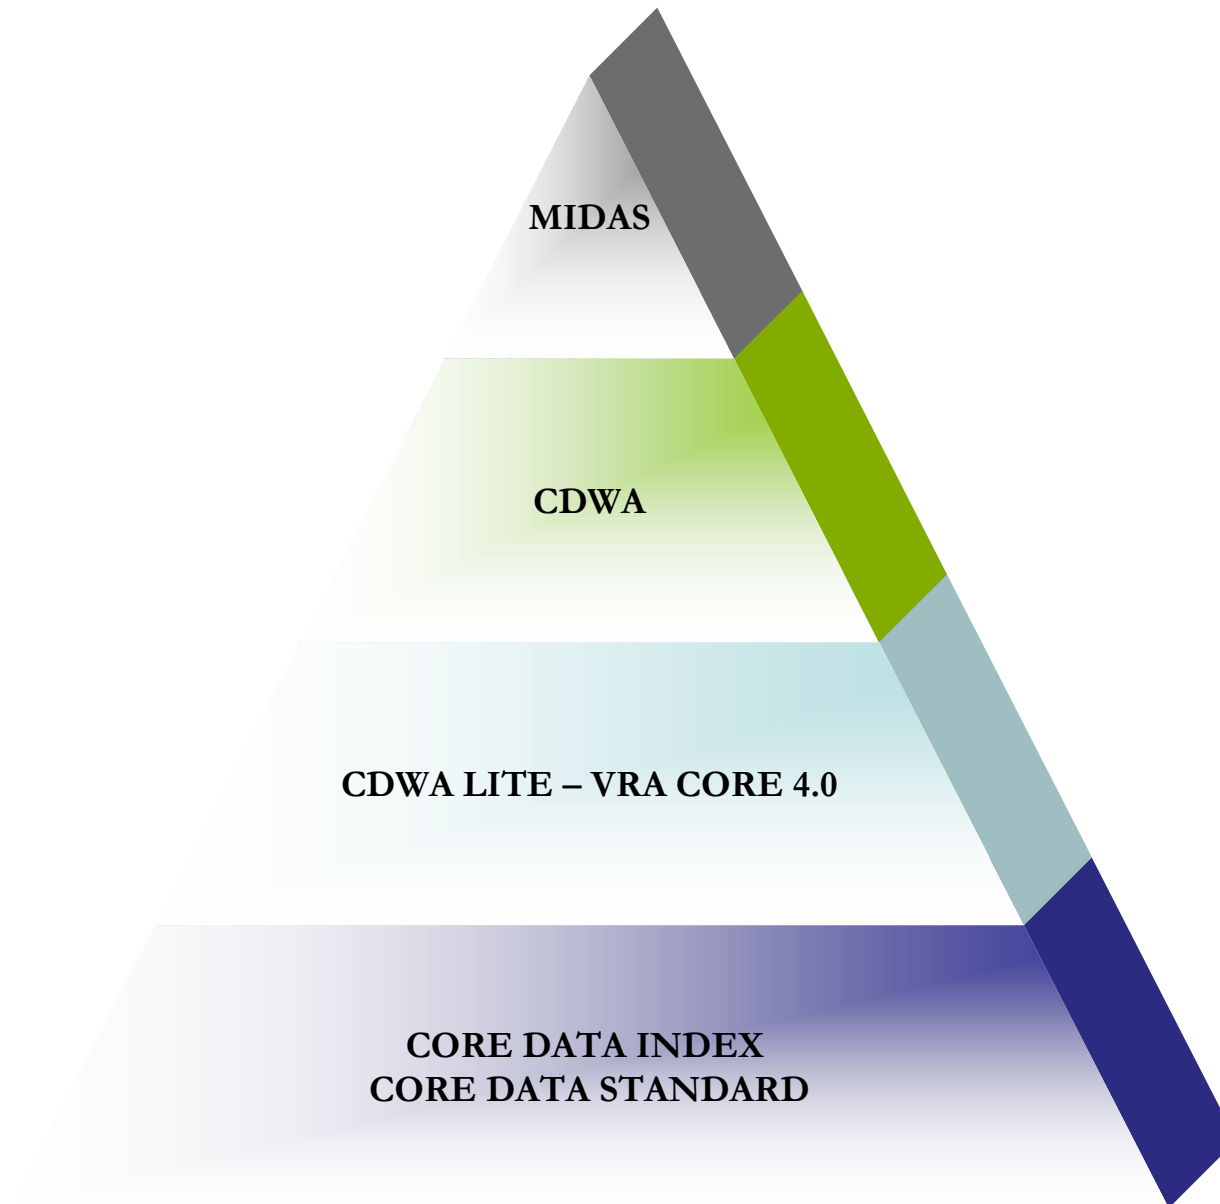 MIDAS
CDWA
CDWA LITE – VRA CORE 4.0
CORE DATA INDEX
CORE DATA STANDARD